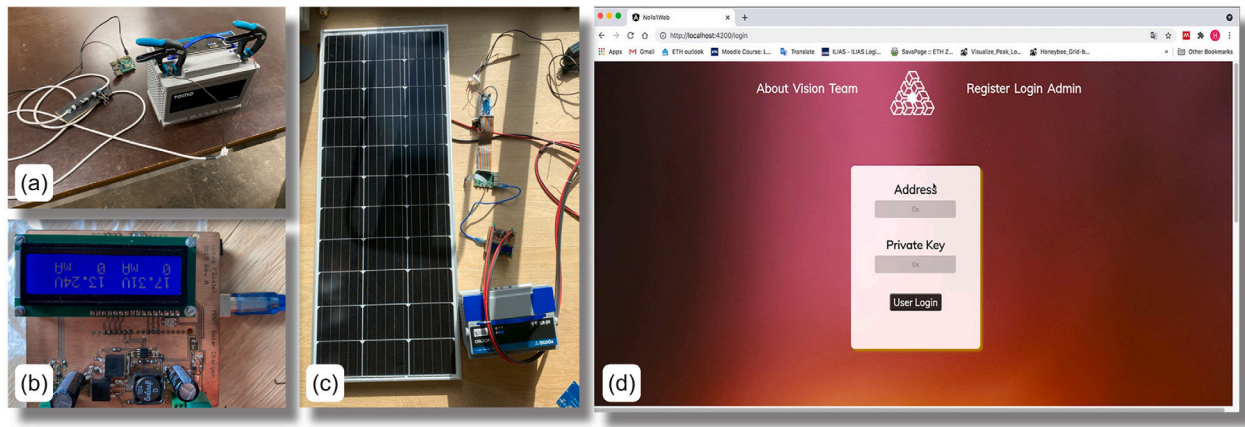 TOIMO
(a)
17.31V 13.24V
0 mA 0 mA
(b)
(c)
No1s1Web
http://localhost:4200/login
Apps Gmail ETH outlook Moodle Course: L... Translate ILIAS - ILIAS Logi... SavaPage :: ETH Z... Visualize_Peak_Lo... Honeybee_Grid-b... Other Bookmarks
About Vision Team Register Login Admin
Address
0x
Private Key
0x
User Login
(d)